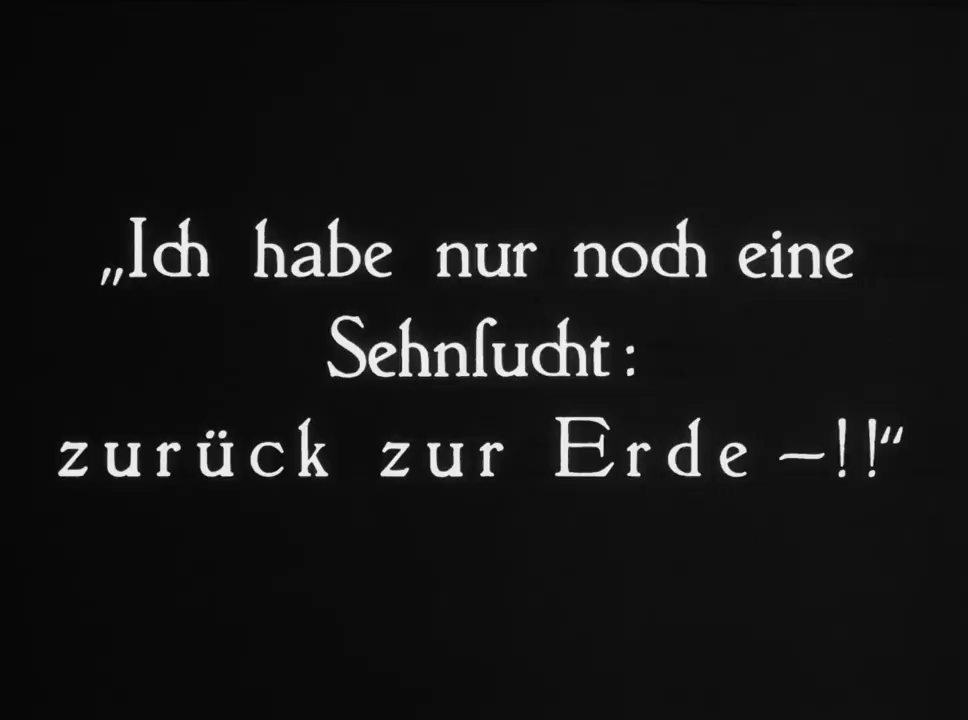 „Ich habe nur noch eine
Sehnſucht:
zurück zur Erde —!!“